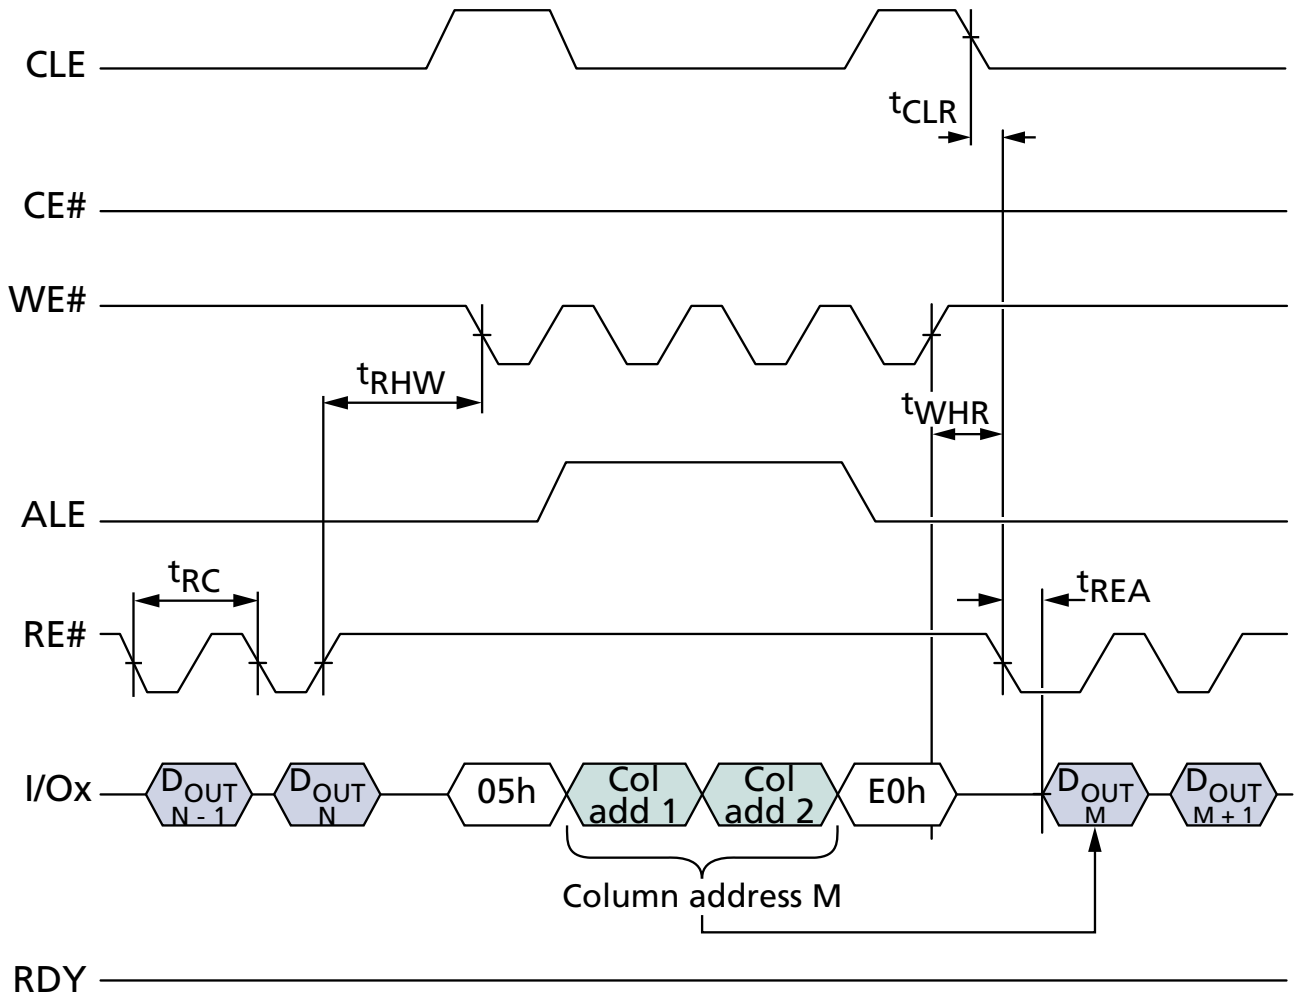 CLE
tCLR
CE#
WE#
tRHW
tWHR
ALE
tRC
tREA
RE#
I/Ox
DOUT
N - 1
DOUT
N
05h
Col
add 1
Col
add 2
E0h
DOUT
M
DOUT
M + 1
Column address M
RDY